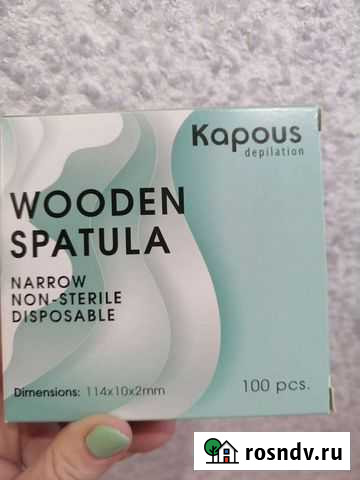 Kapous
depilation
WOODEN
SPATULA
NARROW
NON-STERILE
DISPOSABLE
Dimensions: 114x10x2mm
100 pcs.
rosndv.ru